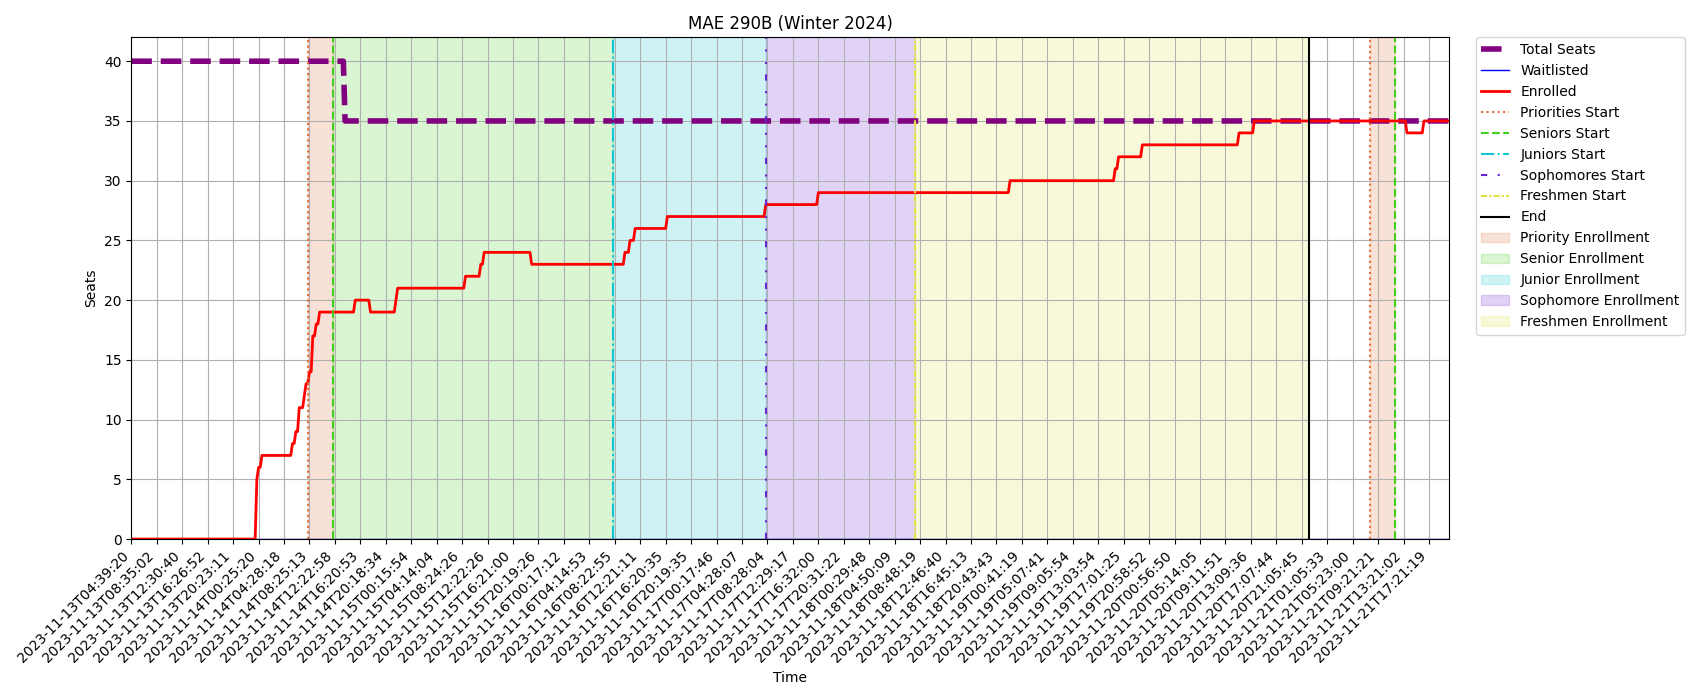 MAE 290B (Winter 2024)
Seats
40
35
30
25
20
15
10
5
0
2023-11-13T04:39:20
2023-11-13T08:35:02
2023-11-13T12:30:40
2023-11-13T16:26:52
2023-11-13T20:23:11
2023-11-14T00:25:20
2023-11-14T04:28:18
2023-11-14T08:25:13
2023-11-14T12:22:58
2023-11-14T16:20:53
2023-11-14T20:18:34
2023-11-15T00:15:54
2023-11-15T04:14:04
2023-11-15T08:24:26
2023-11-15T12:22:26
2023-11-15T16:21:00
2023-11-15T20:19:26
2023-11-16T00:17:12
2023-11-16T04:14:53
2023-11-16T08:22:55
2023-11-16T12:21:11
2023-11-16T16:20:35
2023-11-16T20:19:35
2023-11-17T00:17:46
2023-11-17T04:28:07
2023-11-17T08:28:04
2023-11-17T12:29:17
2023-11-17T16:32:00
2023-11-17T20:31:22
2023-11-18T00:29:48
2023-11-18T04:50:09
2023-11-18T08:48:19
2023-11-18T12:46:40
2023-11-18T16:45:13
2023-11-18T20:43:43
2023-11-19T00:41:19
2023-11-19T05:07:41
2023-11-19T09:05:54
2023-11-19T13:03:54
2023-11-19T17:01:25
2023-11-19T20:58:52
2023-11-20T00:56:50
2023-11-20T05:14:05
2023-11-20T09:11:51
2023-11-20T13:09:36
2023-11-20T17:07:44
2023-11-20T21:05:45
2023-11-21T01:05:33
2023-11-21T05:23:00
2023-11-21T09:21:21
2023-11-21T13:21:02
2023-11-21T17:21:19
Time
Total Seats
Waitlisted
Enrolled
Priorities Start
Seniors Start
Juniors Start
Sophomores Start
Freshmen Start
End
Priority Enrollment
Senior Enrollment
Junior Enrollment
Sophomore Enrollment
Freshmen Enrollment